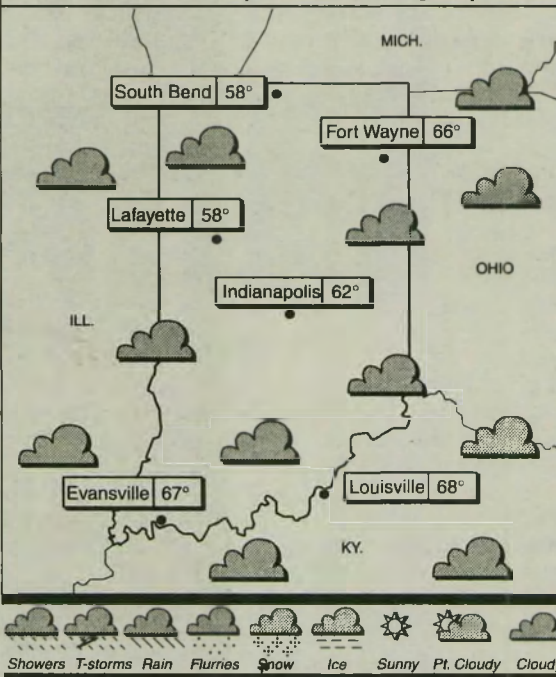 MICH.
South Bend 58°
Fort Wayne 66°
Lafayette 58°
OHIO
Indianapolis 62°
ILL.
Evansville 67°
Louisville 68°
KY.
Showers T-storms Rain Flurries Snow Ice Sunny Pt. Cloudy Cloudy